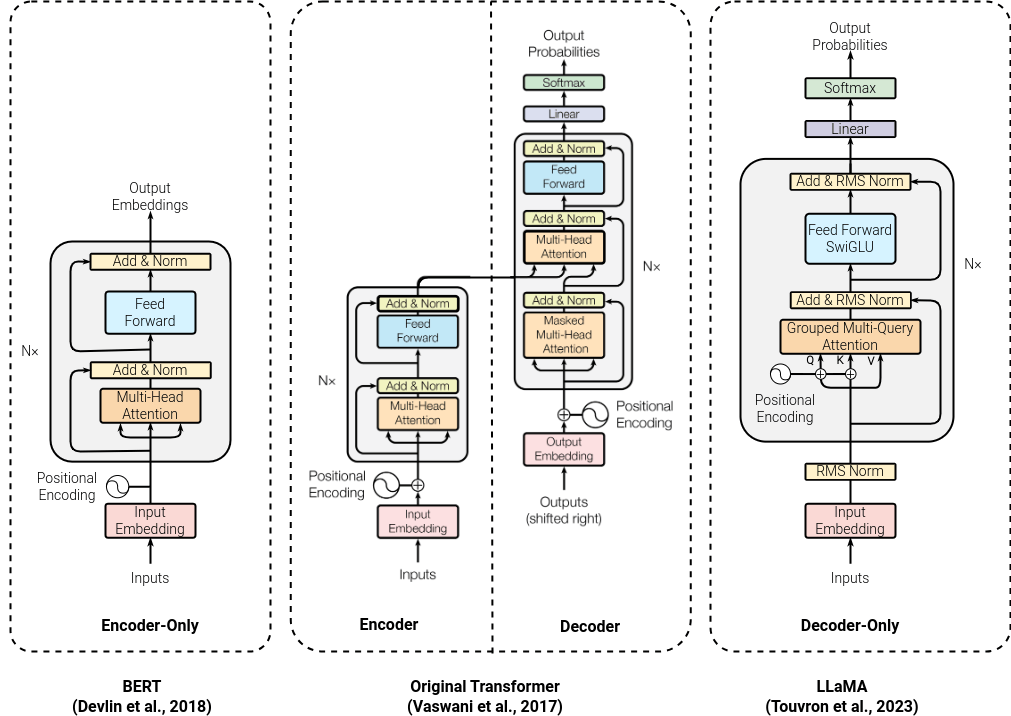 Output
Embeddings
Add & Norm
Feed
Forward
Nx
Add & Norm
Multi-Head
Attention
Positional
Encoding
Input
Embedding
Inputs
Encoder-Only
BERT
(Devlin et al., 2018)
Add & Norm
Feed
Forward
Nx
Add & Norm
Multi-Head
Attention
Positional
Encoding
Input
Embedding
Inputs
Encoder
Output
Probabilities
Softmax
Linear
Add & Norm
Feed
Forward
Add & Norm
Multi-Head
Attention
Nx
Add & Norm
Masked
Multi-Head
Attention
Positional
Encoding
Output
Embedding
Outputs
(shifted right)
Decoder
Original Transformer
(Vaswani et al., 2017)
Output
Probabilities
Softmax
Linear
Add & RMS Norm
Feed Forward
SwiGLU
Nx
Add & RMS Norm
Grouped Multi-Query
Attention
Q K V
Positional
Encoding
RMS Norm
Input
Embedding
Inputs
Decoder-Only
LLaMA
(Touvron et al., 2023)